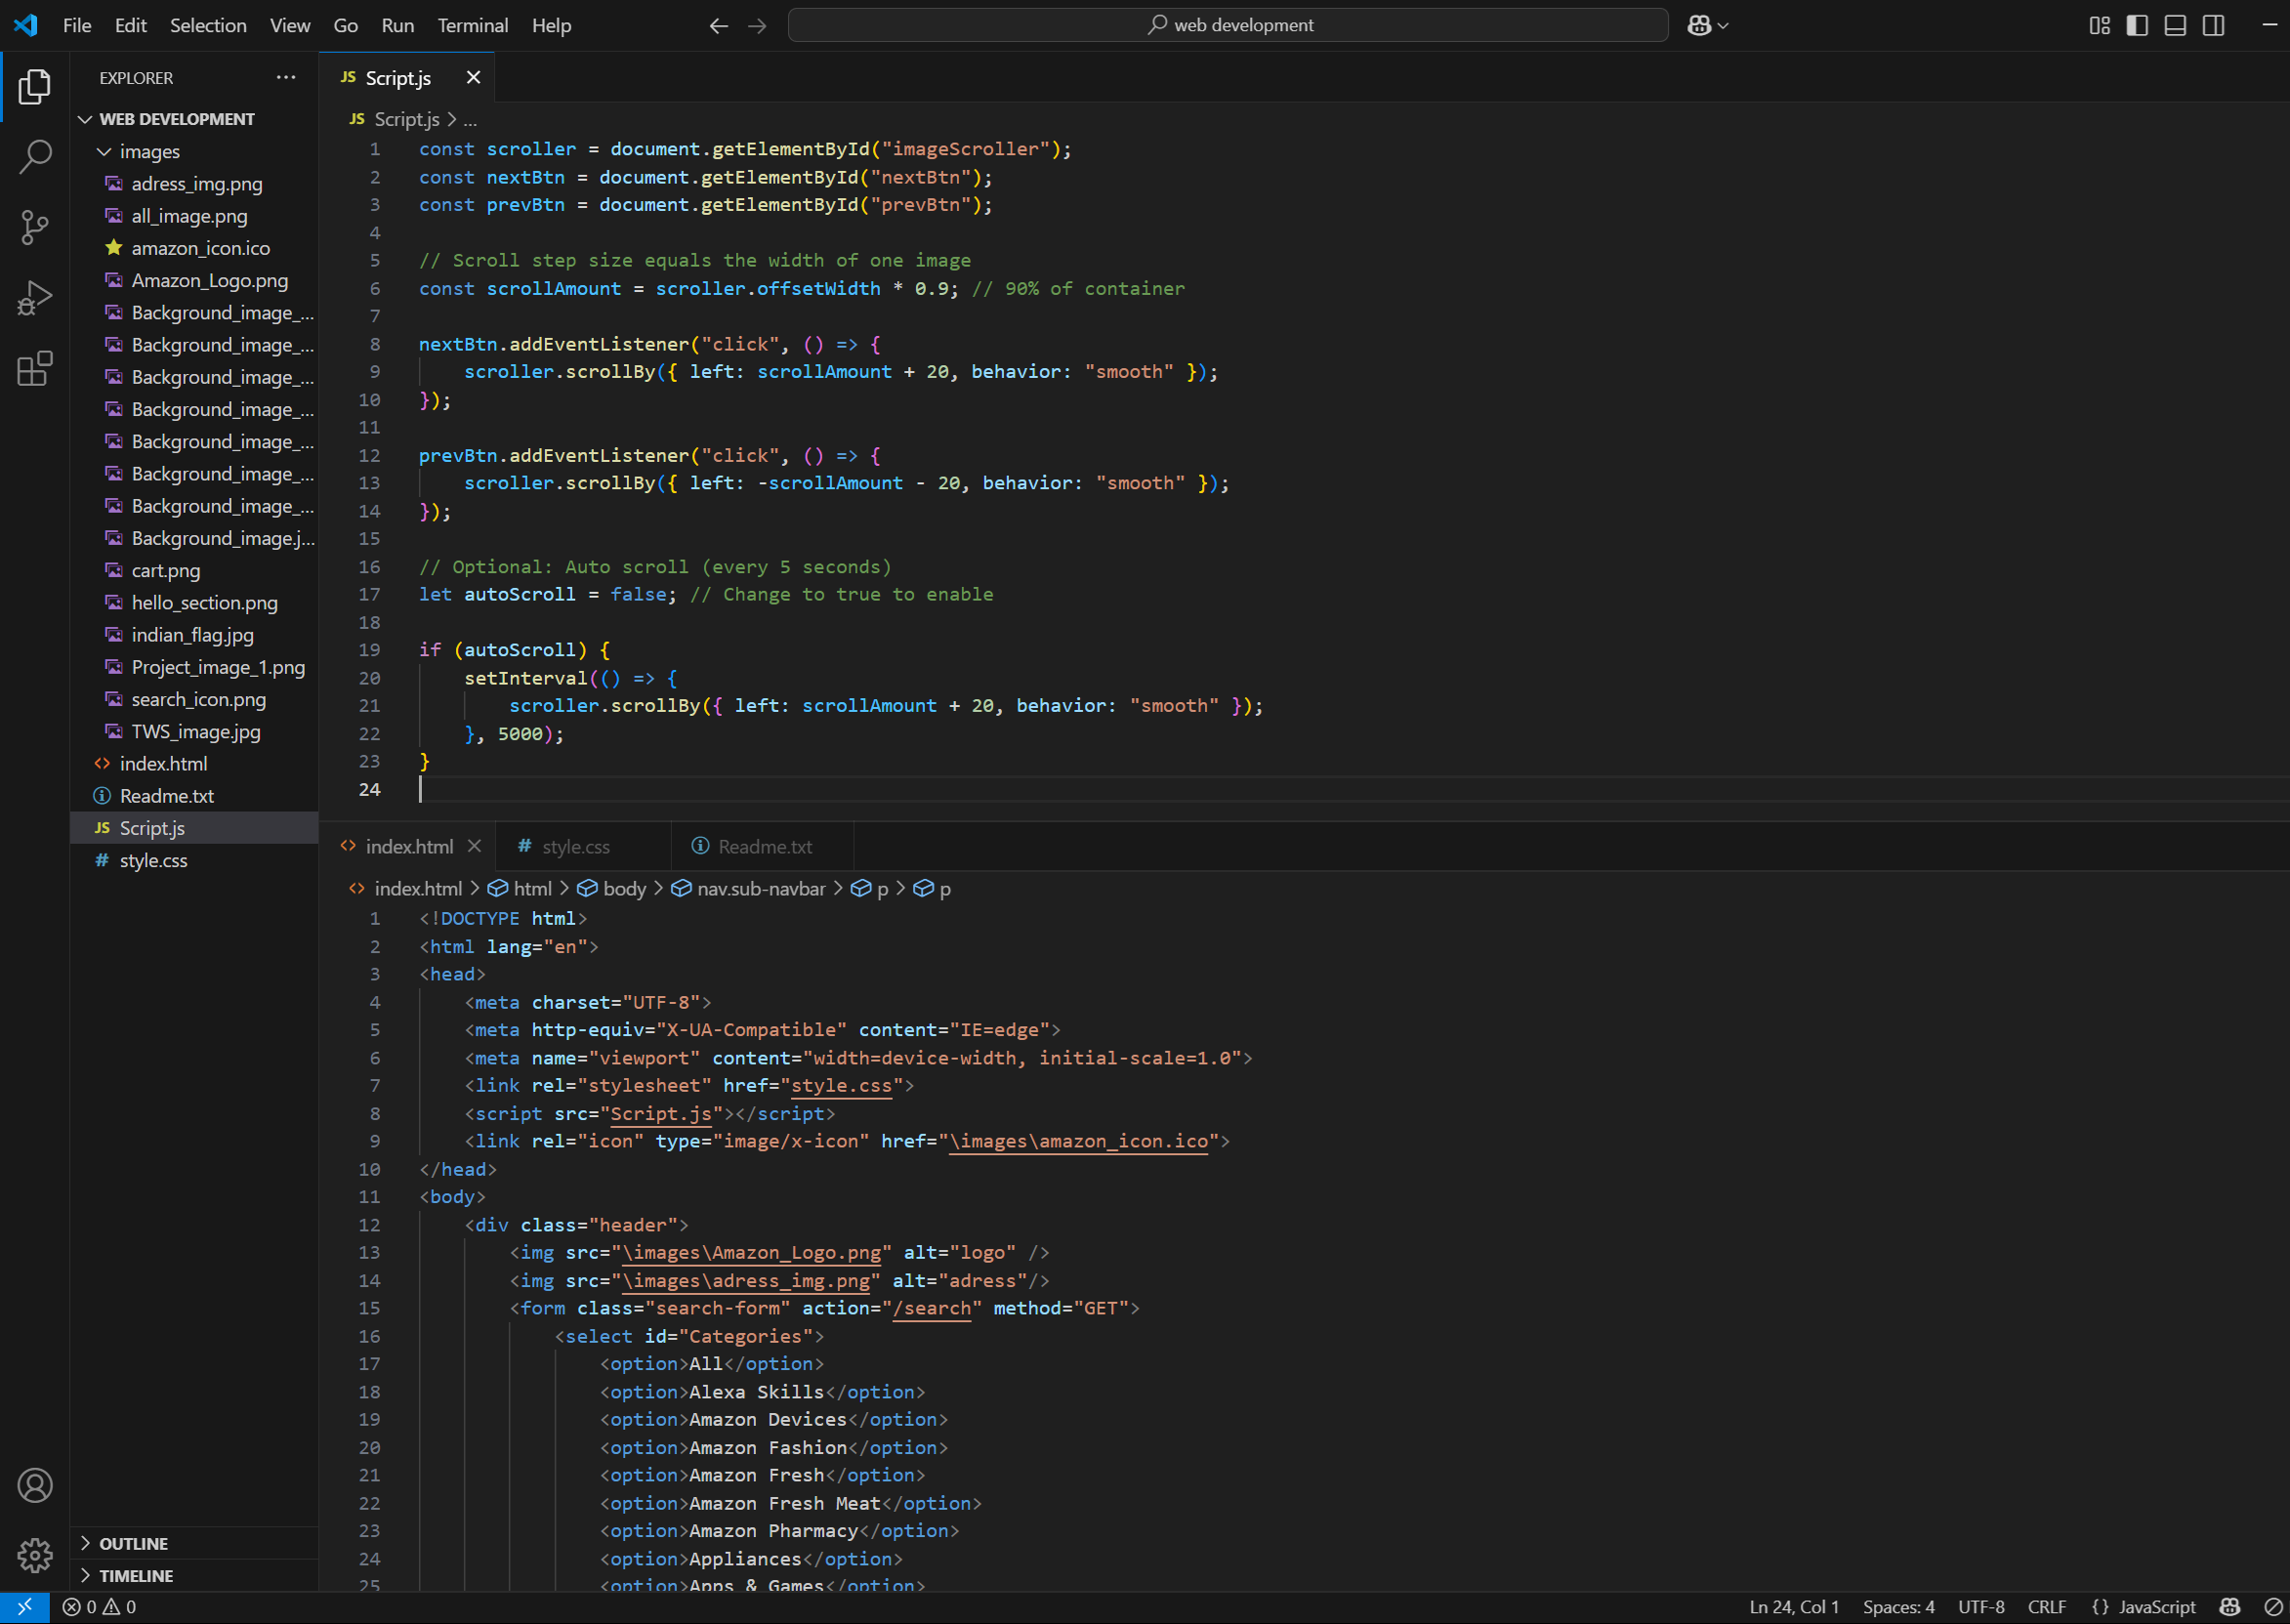 File Edit Selection View Go Run Terminal Help
web development
EXPLORER
WEB DEVELOPMENT
images
adress_img.png
all_image.png
amazon_icon.ico
Amazon_Logo.png
Background_image_...
Background_image_...
Background_image_...
Background_image_...
Background_image_...
Background_image_...
Background_image_...
Background_image.j...
cart.png
hello_section.png
indian_flag.jpg
Project_image_1.png
search_icon.png
TWS_image.jpg
index.html
Readme.txt
JS Script.js
# style.css
OUTLINE
TIMELINE
JS Script.js
JS Script.js > ...
1 const scroller = document.getElementById("imageScroller");
2 const nextBtn = document.getElementById("nextBtn");
3 const prevBtn = document.getElementById("prevBtn");
4
5 // Scroll step size equals the width of one image
6 const scrollAmount = scroller.offsetWidth * 0.9; // 90% of container
7
8 nextBtn.addEventListener("click", () => {
9 scroller.scrollBy({ left: scrollAmount + 20, behavior: "smooth" });
10 });
11
12 prevBtn.addEventListener("click", () => {
13 scroller.scrollBy({ left: -scrollAmount - 20, behavior: "smooth" });
14 });
15
16 // Optional: Auto scroll (every 5 seconds)
17 let autoScroll = false; // Change to true to enable
18
19 if (autoScroll) {
20 setInterval(() => {
21 scroller.scrollBy({ left: scrollAmount + 20, behavior: "smooth" });
22 }, 5000);
23 }
24
index.html # style.css Readme.txt
index.html > html > body > nav.sub-navbar > p > p
1 <!DOCTYPE html>
2 <html lang="en">
3 <head>
4 <meta charset="UTF-8">
5 <meta http-equiv="X-UA-Compatible" content="IE=edge">
6 <meta name="viewport" content="width=device-width, initial-scale=1.0">
7 <link rel="stylesheet" href="style.css">
8 <script src="Script.js"></script>
9 <link rel="icon" type="image/x-icon" href="\images\amazon_icon.ico">
10 </head>
11 <body>
12 <div class="header">
13 <img src="\images\Amazon_Logo.png" alt="logo" />
14 <img src="\images\adress_img.png" alt="adress"/>
15 <form class="search-form" action="/search" method="GET">
16 <select id="Categories">
17 <option>All</option>
18 <option>Alexa Skills</option>
19 <option>Amazon Devices</option>
20 <option>Amazon Fashion</option>
21 <option>Amazon Fresh</option>
22 <option>Amazon Fresh Meat</option>
23 <option>Amazon Pharmacy</option>
24 <option>Appliances</option>
25 <option>Apps & Games</option>
0 0
Ln 24, Col 1 Spaces: 4 UTF-8 CRLF {} JavaScript